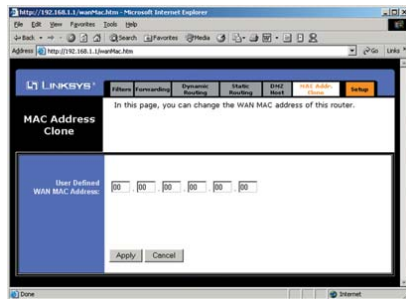 http://192.168.1.1/wanMac.htm - Microsoft Internet Explorer
File Edit View Favorites Tools Help
Back Search Favorites Media
Address http://192.168.1.1/wanMac.htm Go Links
LINKSYS Filters Forwarding Dynamic Routing Static Routing DMZ Host MAC Addr. Clone Setup
MAC Address Clone
In this page, you can change the WAN MAC address of this router.
User Defined WAN MAC Address: 00 . 00 . 00 . 00 . 00 . 00
Apply Cancel
Done Internet